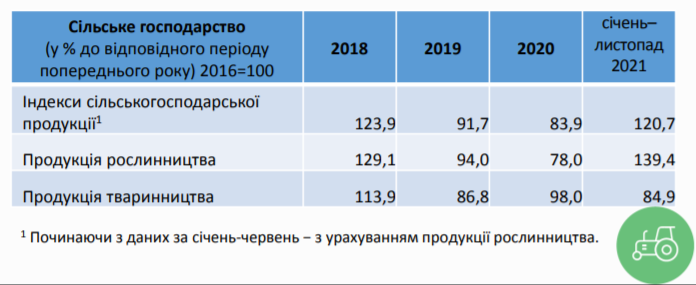 Сільське господарство
(у % до відповідного періоду
попереднього року) 2016=100
2018
2019
2020
січень–
листопад
2021
Індекси сільськогосподарської
продукції¹
123,9
91,7
83,9
120,7
Продукція рослинництва
129,1
94,0
78,0
139,4
Продукція тваринництва
113,9
86,8
98,0
84,9
¹ Починаючи з даних за січень-червень – з урахуванням продукції рослинництва.